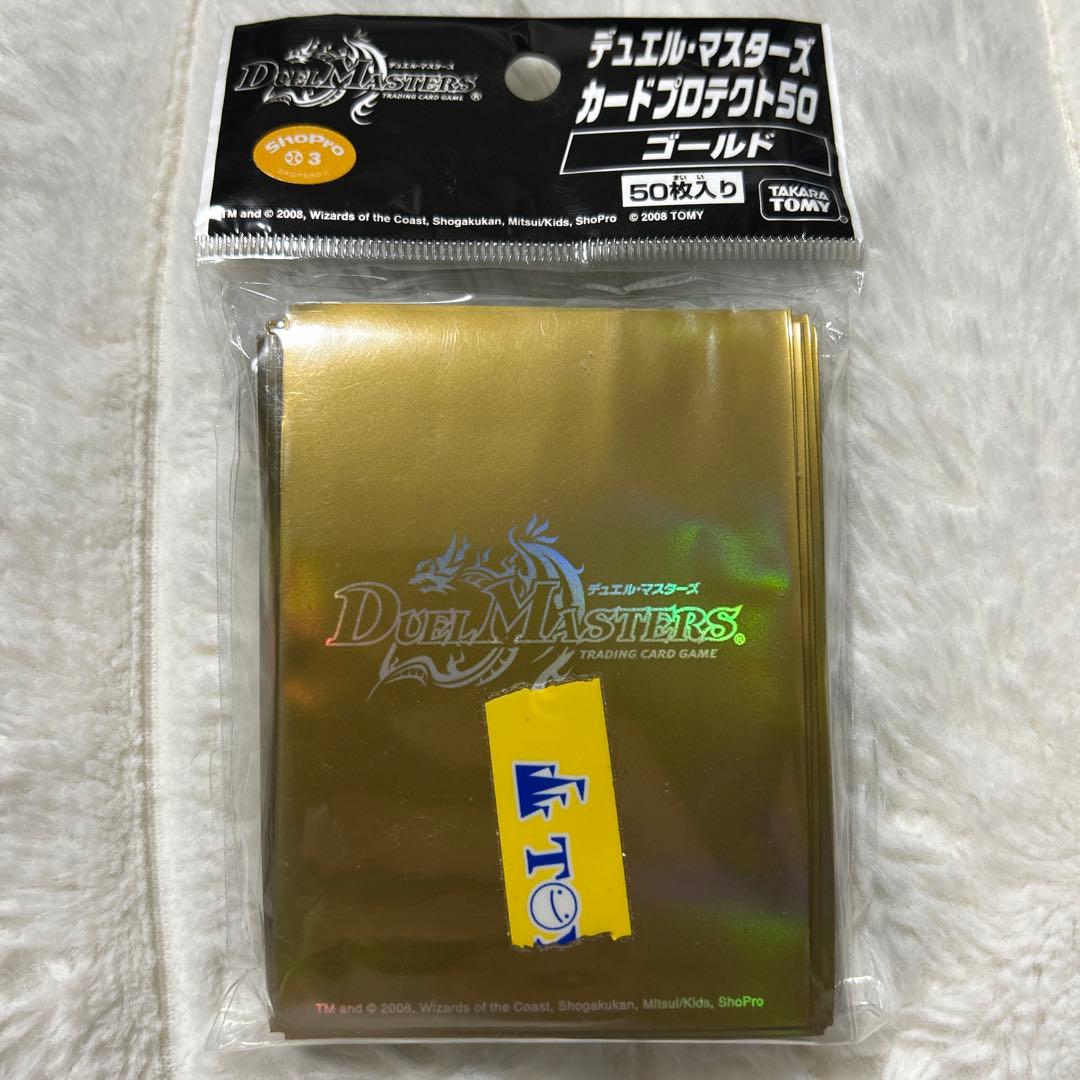 デュエル・マスターズ
DUEL MASTERS®
TRADING CARD GAME
ShoPro
3
デュエル・マスターズ
カードプロテクト50
ゴールド
50枚入り
まい い
TAKARA
TOMY
TM and © 2008, Wizards of the Coast, Shogakukan, Mitsui/Kids, ShoPro © 2008 TOMY
デュエル・マスターズ
DUEL MASTERS®
TRADING CARD GAME
TOY
TM and © 2008, Wizards of the Coast, Shogakukan, Mitsui/Kids, ShoPro